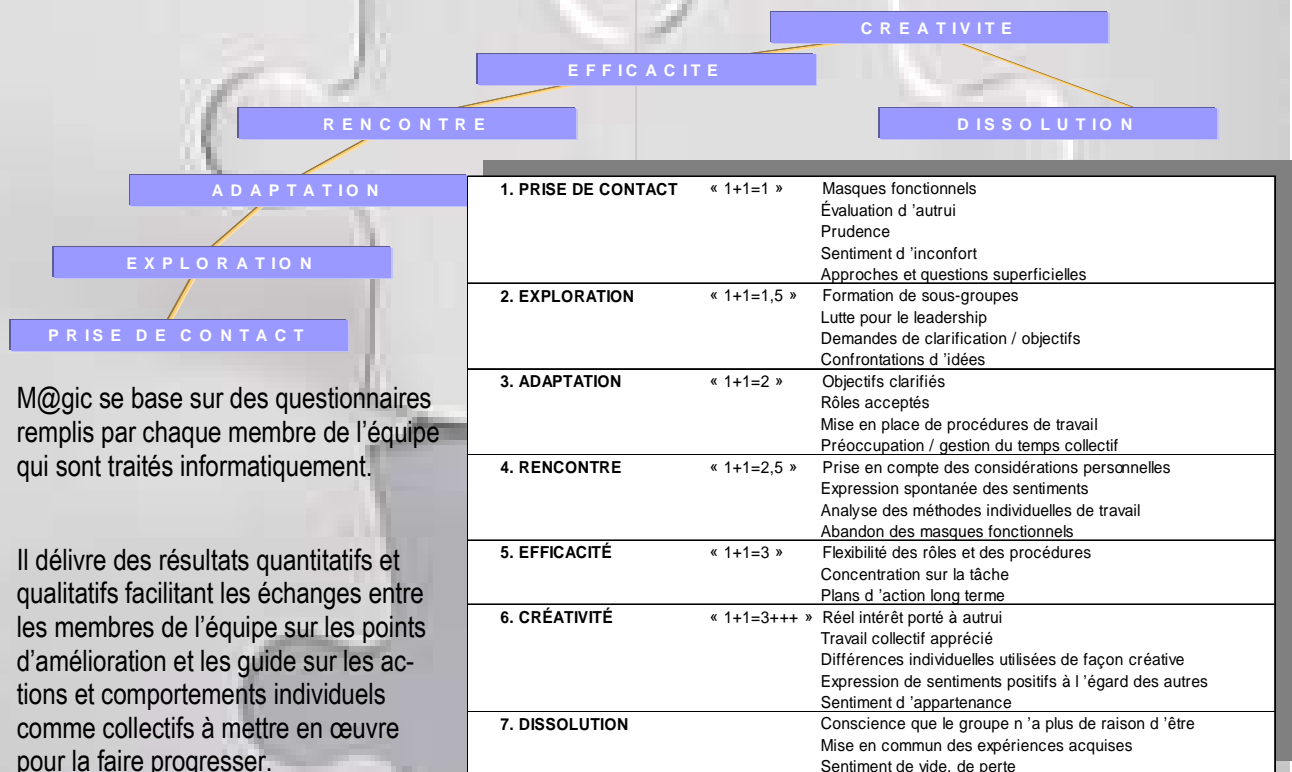 CREATIVITE
EFFICACITE
RENCONTRE
DISSOLUTION
ADAPTATION
EXPLORATION
PRISE DE CONTACT
M@gic se base sur des questionnaires
remplis par chaque membre de l’équipe
qui sont traités informatiquement.
Il délivre des résultats quantitatifs et
qualitatifs facilitant les échanges entre
les membres de l’équipe sur les points
d’amélioration et les guide sur les ac-
tions et comportements individuels
comme collectifs à mettre en œuvre
pour la faire progresser.
1. PRISE DE CONTACT « 1+1=1 » Masques fonctionnels
Évaluation d ’autrui
Prudence
Sentiment d ’inconfort
Approches et questions superficielles
2. EXPLORATION « 1+1=1,5 » Formation de sous-groupes
Lutte pour le leadership
Demandes de clarification / objectifs
Confrontations d ’idées
3. ADAPTATION « 1+1=2 » Objectifs clarifiés
Rôles acceptés
Mise en place de procédures de travail
Préoccupation / gestion du temps collectif
4. RENCONTRE « 1+1=2,5 » Prise en compte des considérations personnelles
Expression spontanée des sentiments
Analyse des méthodes individuelles de travail
Abandon des masques fonctionnels
5. EFFICACITÉ « 1+1=3 » Flexibilité des rôles et des procédures
Concentration sur la tâche
Plans d ’action long terme
6. CRÉATIVITÉ « 1+1=3+++ » Réel intérêt porté à autrui
Travail collectif apprécié
Différences individuelles utilisées de façon créative
Expression de sentiments positifs à l ’égard des autres
Sentiment d ’appartenance
7. DISSOLUTION Conscience que le groupe n ’a plus de raison d ’être
Mise en commun des expériences acquises
Sentiment de vide, de perte